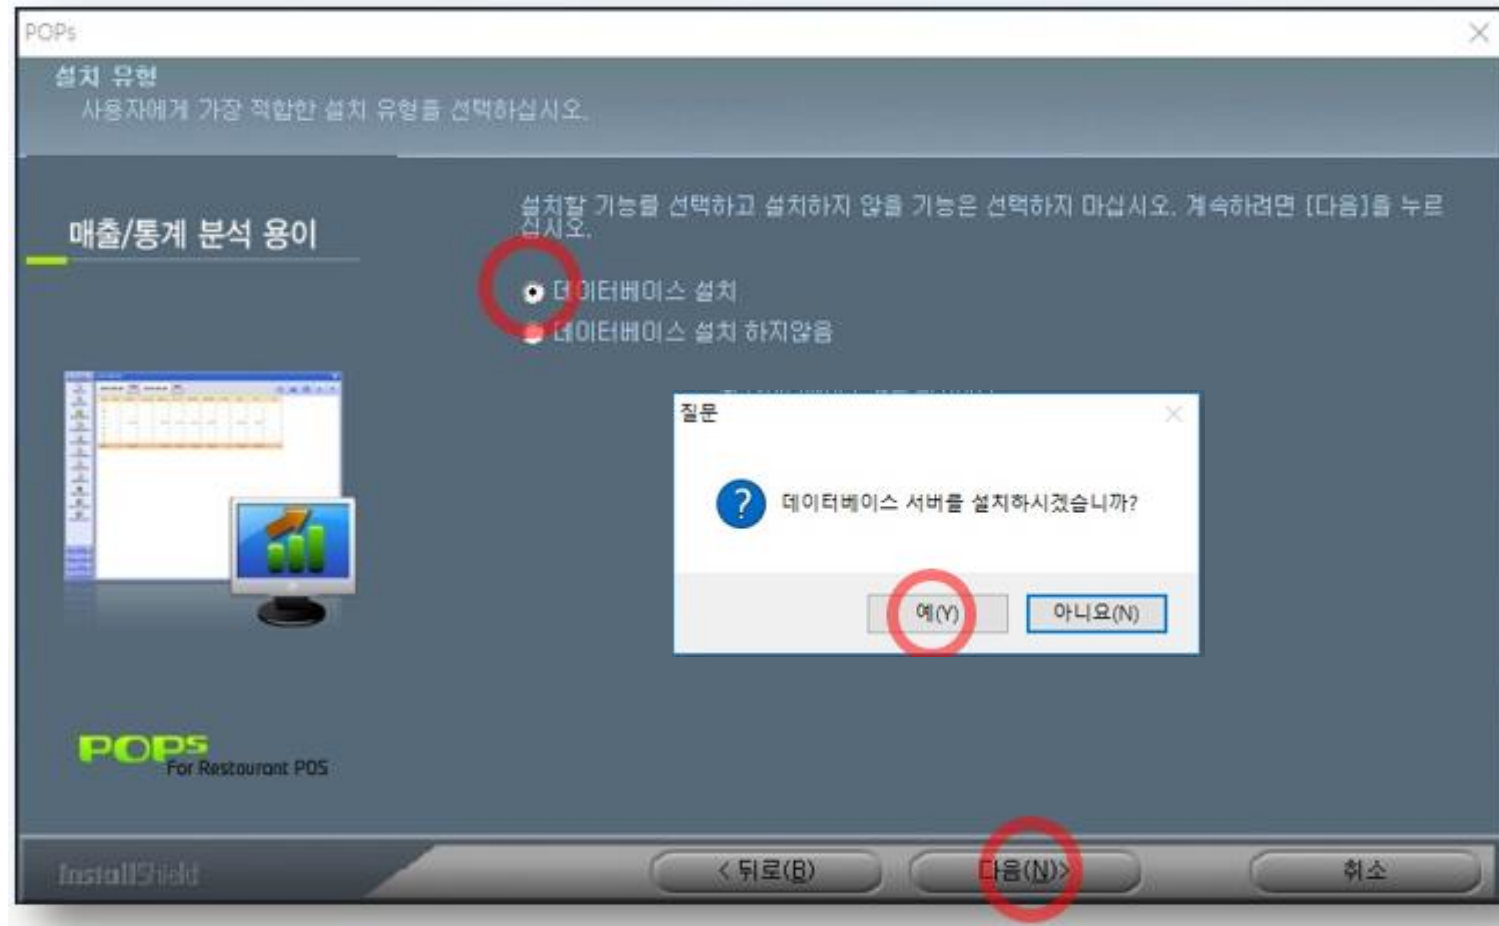 POPs
설치 유형
사용자에게 가장 적합한 설치 유형를 선택하십시오.
매출/통계 분석 용이
설치할 기능를 선택하고 설치하지 않을 기능은 선택하지 마십시오. 계속하려면 [다음]을 누르
십시오.
데이터베이스 설치
데이터베이스 설치 하지않음
질문
데이터베이스 서버를 설치하시겠습니까?
예(Y)
아니요(N)
POPs
For Restaurant POS
InstallShield
< 뒤로(B)
다음(N)>
취소